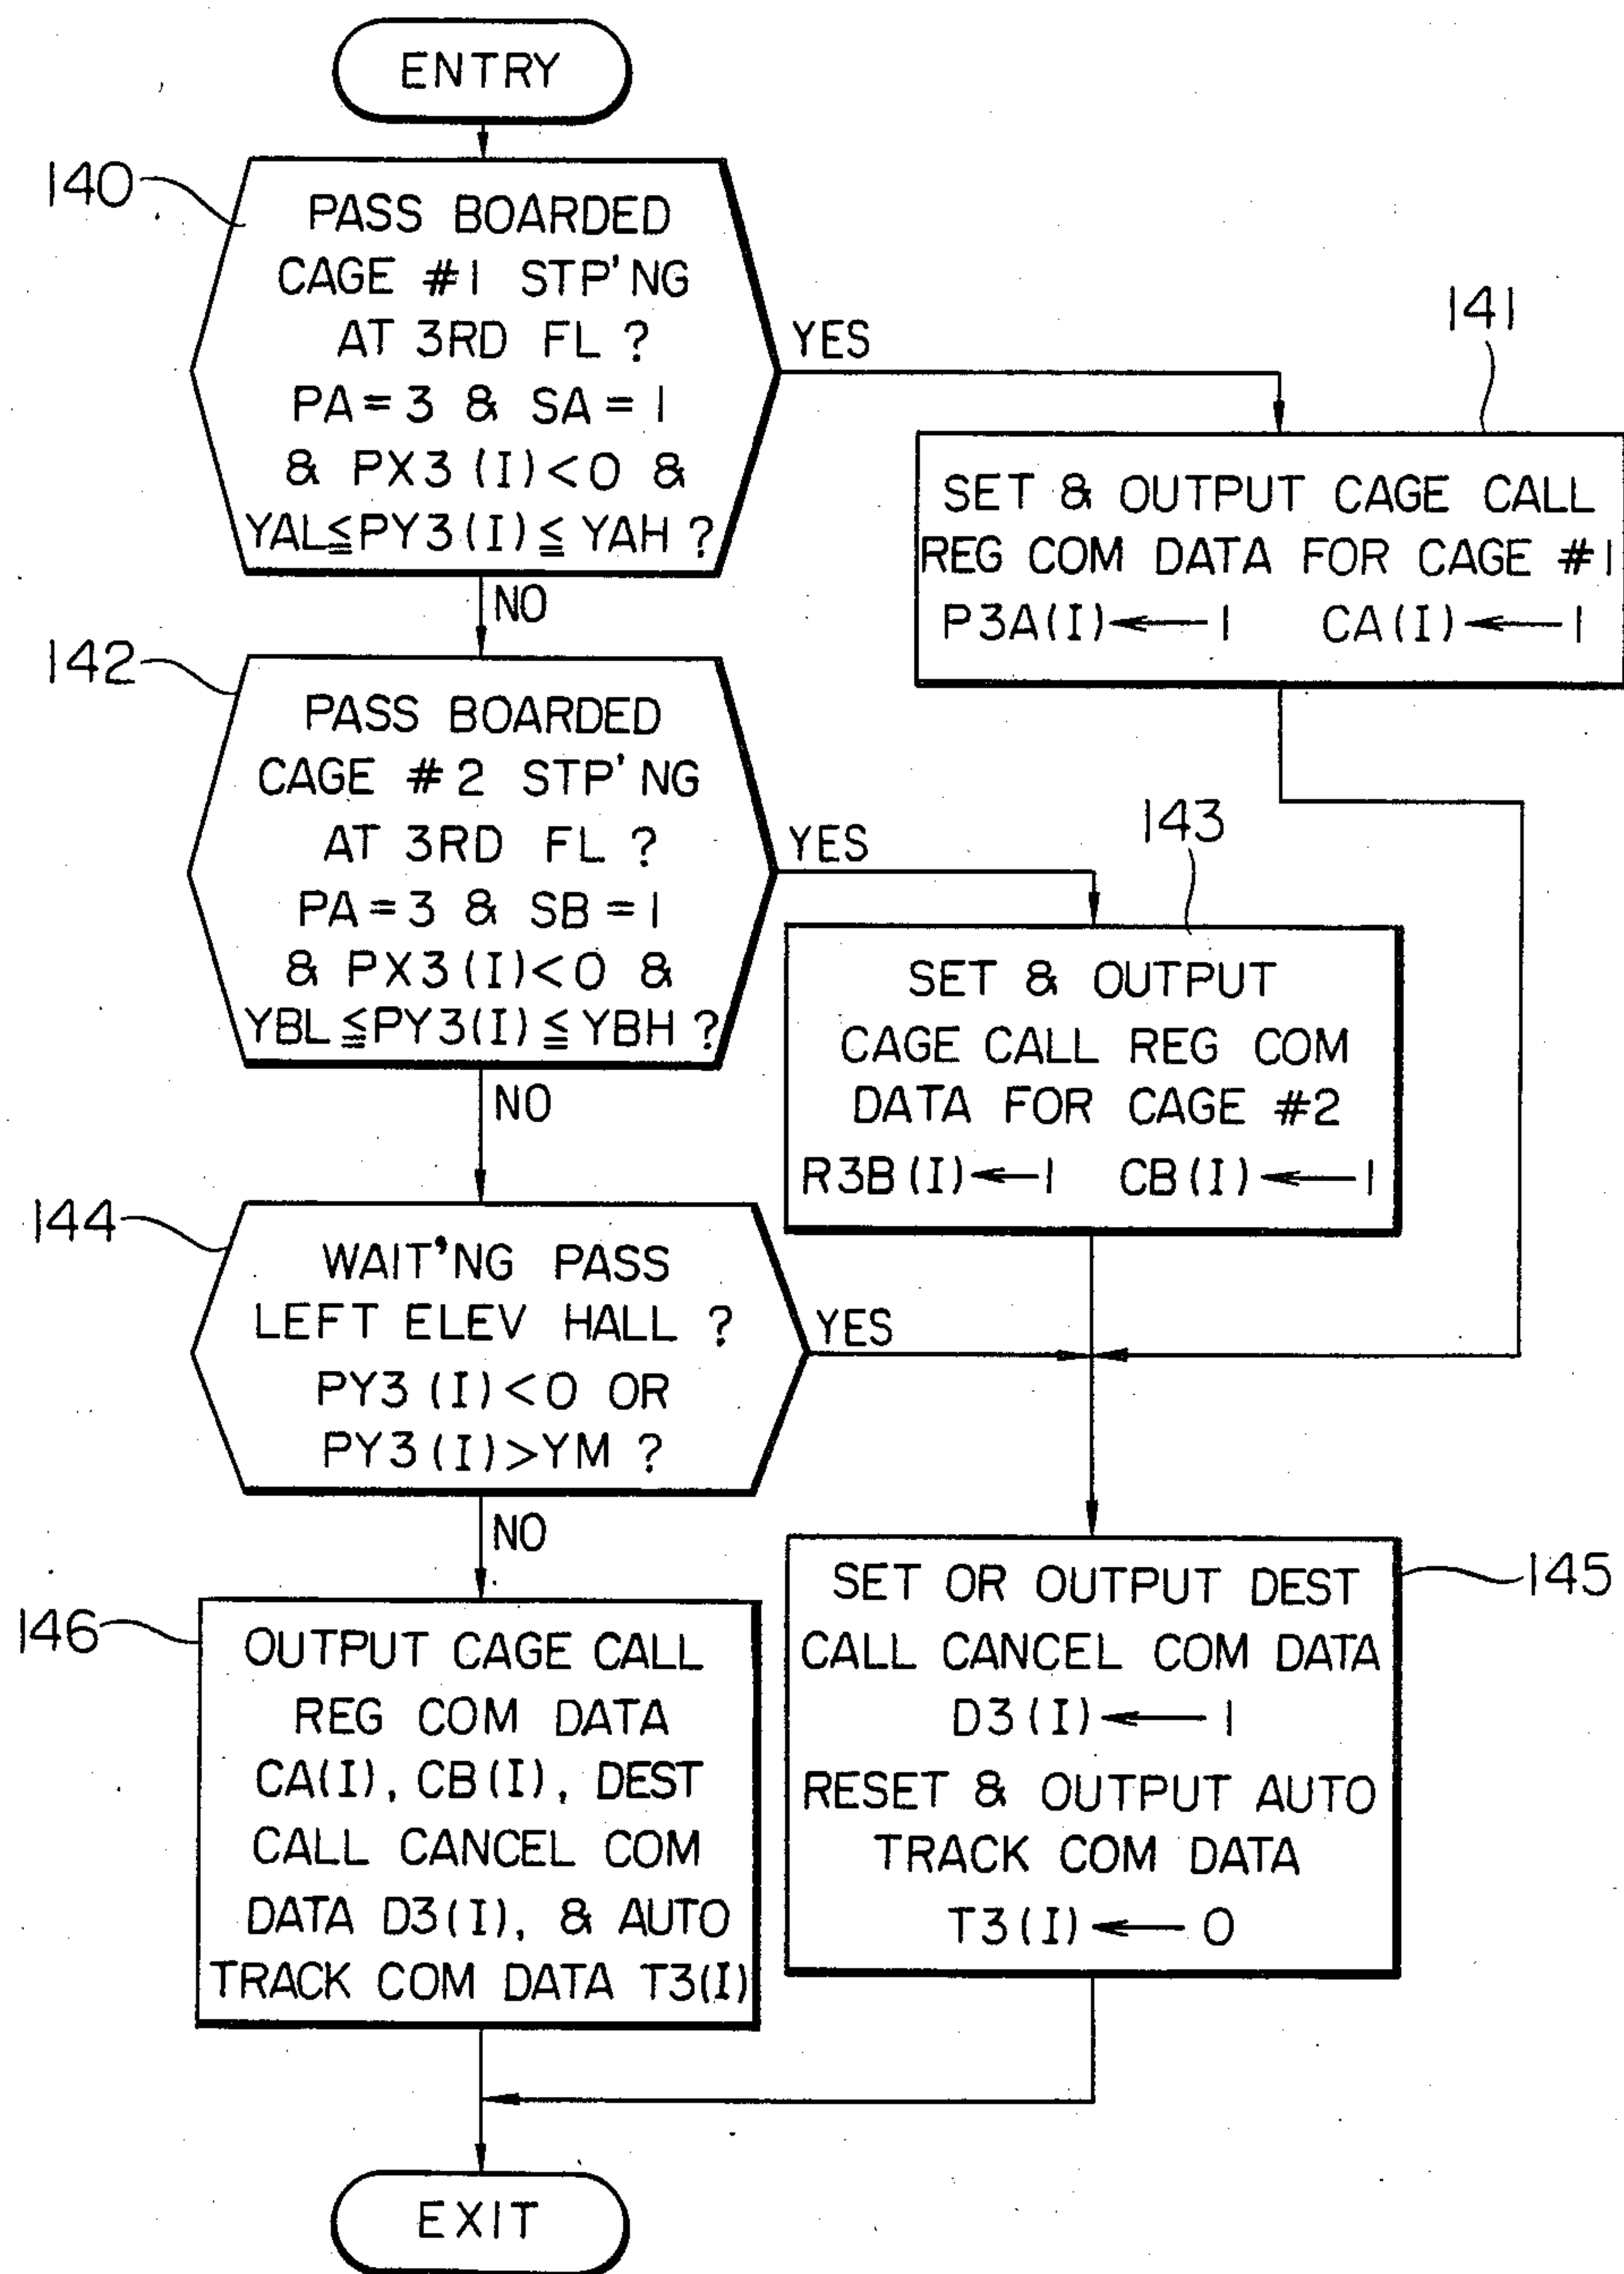 ENTRY
140
PASS BOARDED
CAGE #1 STP'NG
AT 3RD FL ?
PA=3 & SA=1
& PX3(I)<0 &
YAL≦PY3(I)≦YAH ?
YES
NO
141
SET & OUTPUT CAGE CALL
REG COM DATA FOR CAGE #1
P3A(I)←1 CA(I)←1
142
PASS BOARDED
CAGE #2 STP'NG
AT 3RD FL ?
PA=3 & SB=1
& PX3(I)<0 &
YBL≦PY3(I)≦YBH ?
YES
NO
143
SET & OUTPUT
CAGE CALL REG COM
DATA FOR CAGE #2
R3B(I)←1 CB(I)←1
144
WAIT'NG PASS
LEFT ELEV HALL ?
PY3(I)<0 OR
PY3(I)>YM ?
YES
NO
145
SET OR OUTPUT DEST
CALL CANCEL COM DATA
D3(I)←1
RESET & OUTPUT AUTO
TRACK COM DATA
T3(I)←0
146
OUTPUT CAGE CALL
REG COM DATA
CA(I), CB(I), DEST
CALL CANCEL COM
DATA D3(I), & AUTO
TRACK COM DATA T3(I)
EXIT